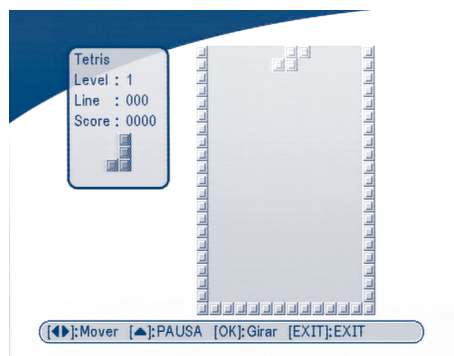 Tetris
Level : 1
Line : 000
Score : 0000
[◀▶]:Mover [▲]:PAUSA [OK]:Girar [EXIT]:EXIT